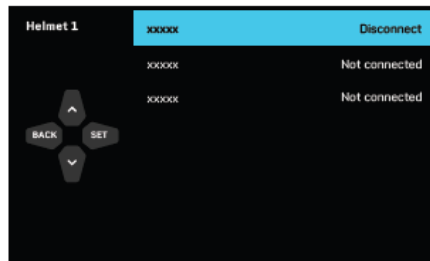 Helmet 1
xxxxx Disconnect
xxxxx Not connected
xxxxx Not connected
BACK SET